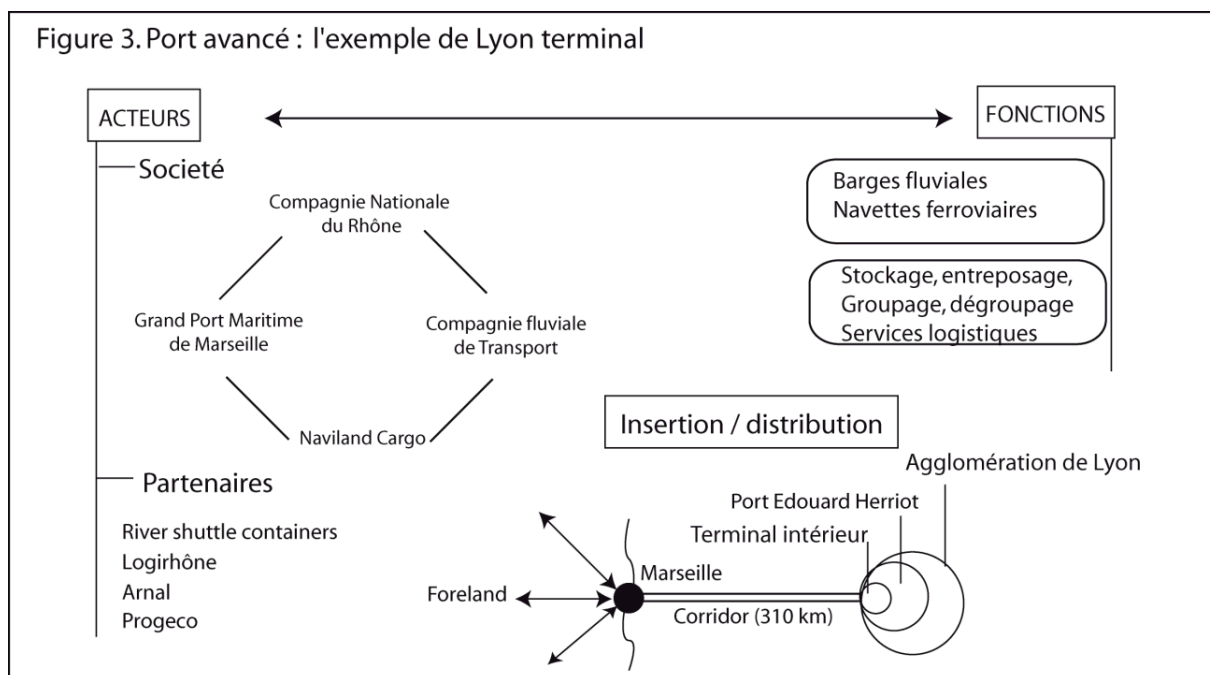 Figure 3. Port avancé : l'exemple de Lyon terminal
ACTEURS
FONCTIONS
Societé
Compagnie Nationale
du Rhône
Grand Port Maritime
de Marseille
Compagnie fluviale
de Transport
Naviland Cargo
Partenaires
River shuttle containers
Logirhône
Arnal
Progeco
Barges fluviales
Navettes ferroviaires
Stockage, entreposage,
Groupage, dégroupage
Services logistiques
Insertion / distribution
Agglomération de Lyon
Port Edouard Herriot
Terminal intérieur
Marseille
Foreland
Corridor (310 km)